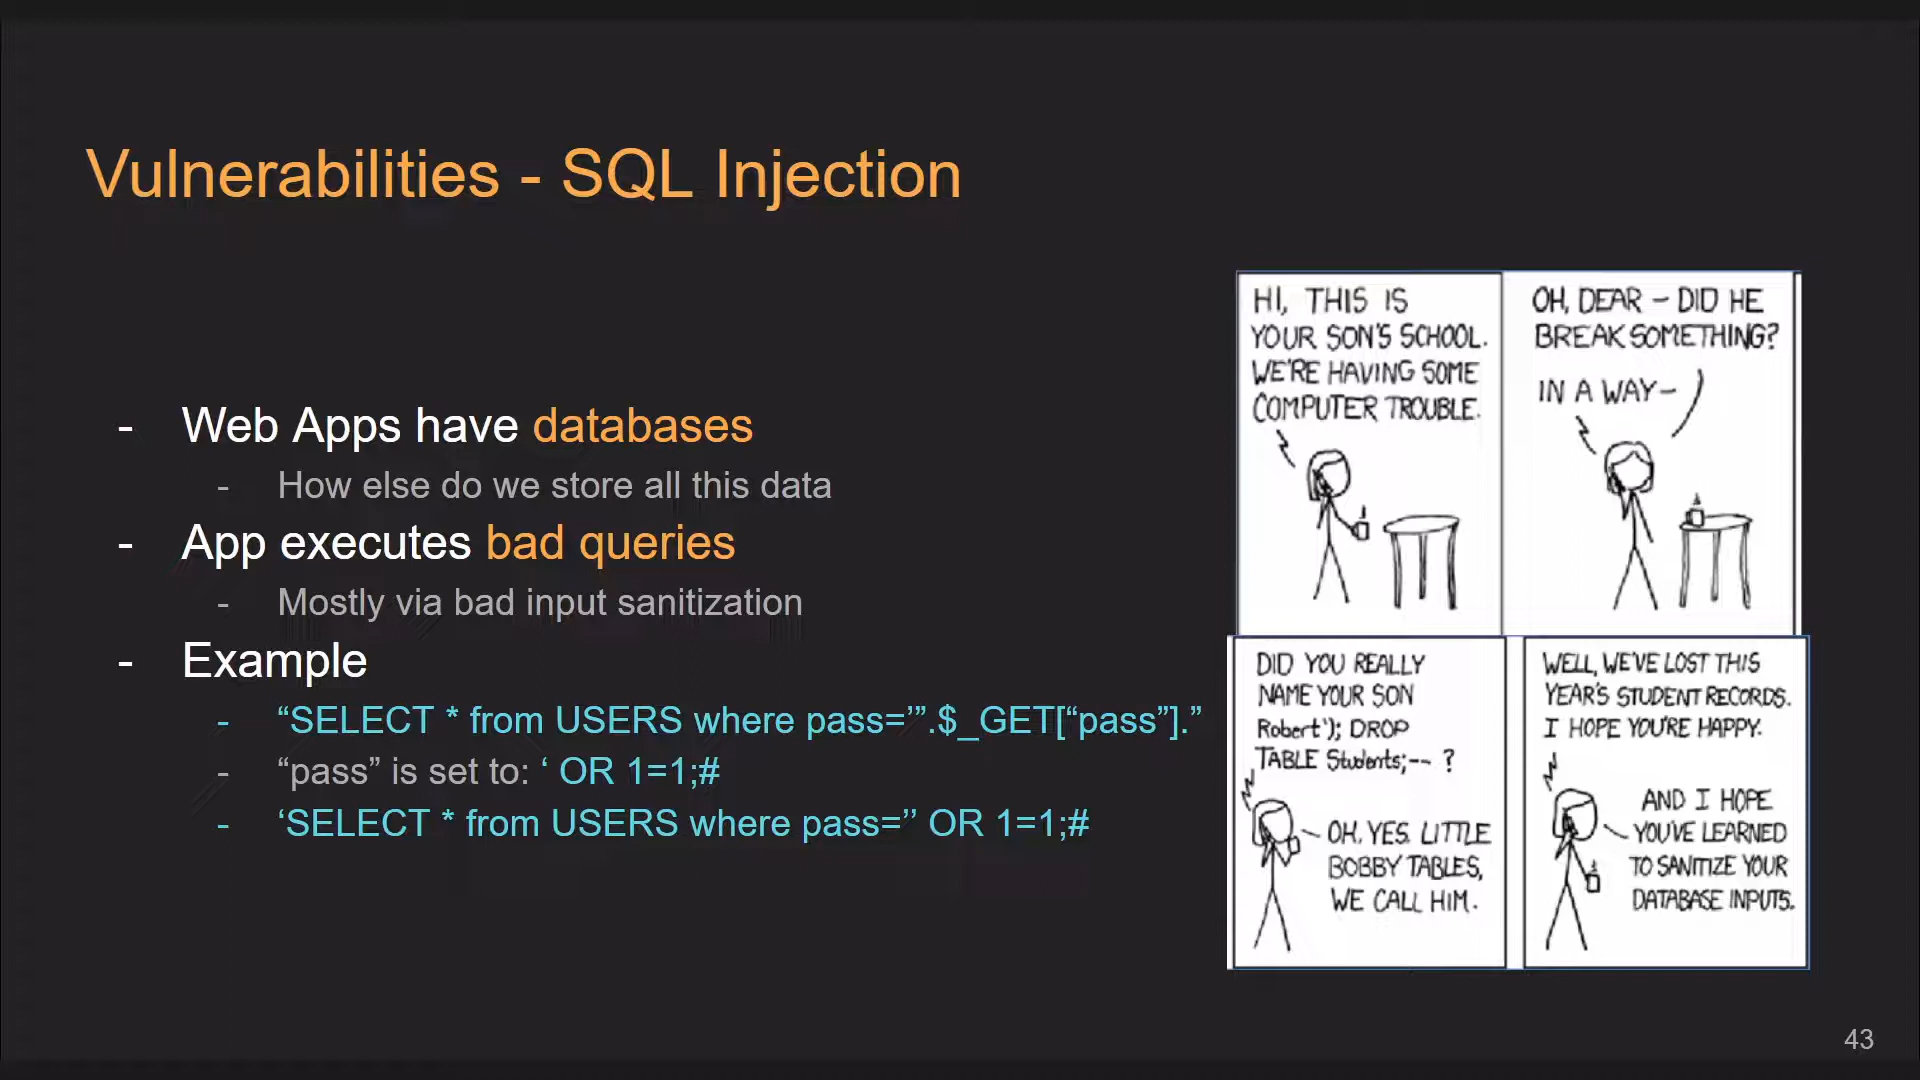 Vulnerabilities - SQL Injection
- Web Apps have databases
- How else do we store all this data
- App executes bad queries
- Mostly via bad input sanitization
- Example
- “SELECT * from USERS where pass=’”.$_GET[“pass”].”
- “pass” is set to: ‘ OR 1=1;#
- ‘SELECT * from USERS where pass=’’ OR 1=1;#
HI, THIS IS
YOUR SON'S SCHOOL.
WE'RE HAVING SOME
COMPUTER TROUBLE.
OH, DEAR – DID HE
BREAK SOMETHING?
IN A WAY–
DID YOU REALLY
NAME YOUR SON
Robert'); DROP
TABLE Students;-- ?
OH, YES. LITTLE
BOBBY TABLES,
WE CALL HIM.
WELL, WE'VE LOST THIS
YEAR'S STUDENT RECORDS.
I HOPE YOU'RE HAPPY.
AND I HOPE
YOU'VE LEARNED
TO SANITIZE YOUR
DATABASE INPUTS.
43